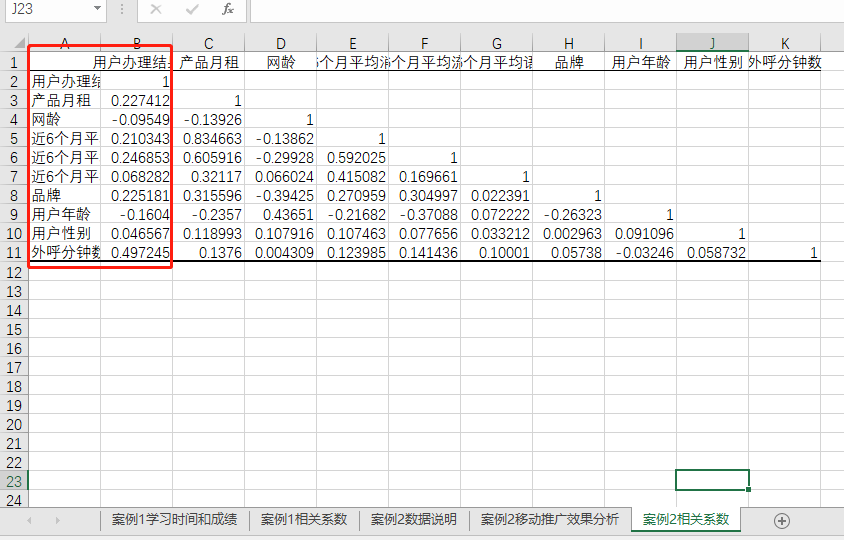 J23 fx
A B C D E F G H I J K
1 用户办理结 产品月租 网龄 6个月平均 6个月平均流 6个月平均话 品牌 用户年龄 用户性别 外呼分钟数
2 用户办理结 1
3 产品月租 0.227412 1
4 网龄 -0.09549 -0.13926 1
5 近6个月平 0.210343 0.834663 -0.13862 1
6 近6个月平 0.246853 0.605916 -0.29928 0.592025 1
7 近6个月平 0.068282 0.32117 0.066024 0.415082 0.169661 1
8 品牌 0.225181 0.315596 -0.39425 0.270959 0.304997 0.022391 1
9 用户年龄 -0.1604 -0.2357 0.43651 -0.21682 -0.37088 0.072222 -0.26323 1
10 用户性别 0.046567 0.118993 0.107916 0.107463 0.077656 0.033212 0.002963 0.091096 1
11 外呼分钟数 0.497245 0.1376 0.004309 0.123985 0.141436 0.10001 0.05738 -0.03246 0.058732 1
12
13
14
15
16
17
18
19
20
21
22
23
24
案例1学习时间和成绩 案例1相关系数 案例2数据说明 案例2移动推广效果分析 案例2相关系数